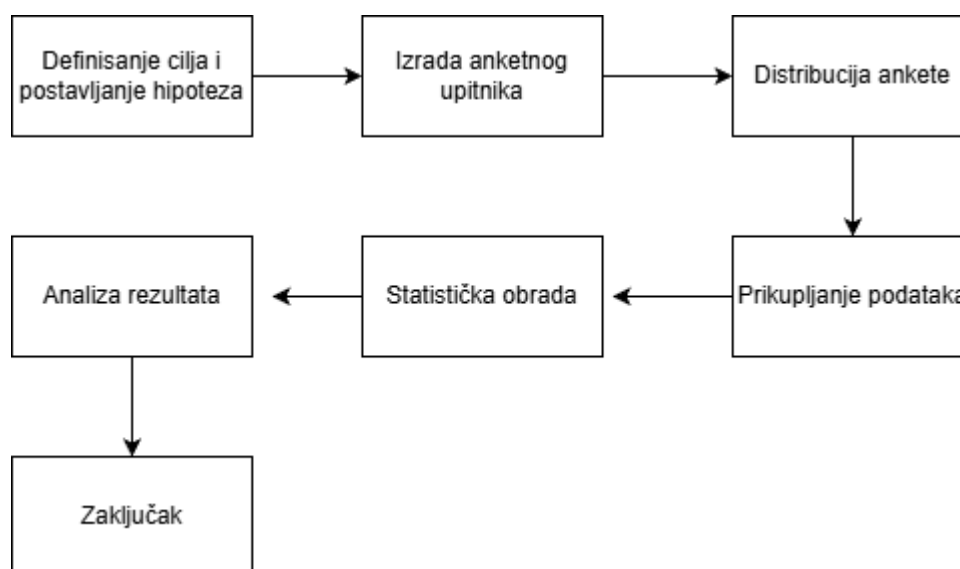 Definisanje cilja i
postavljanje hipoteza
Izrada anketnog
upitnika
Distribucija ankete
Prikupljanje podataka
Statistička obrada
Analiza rezultata
Zaključak